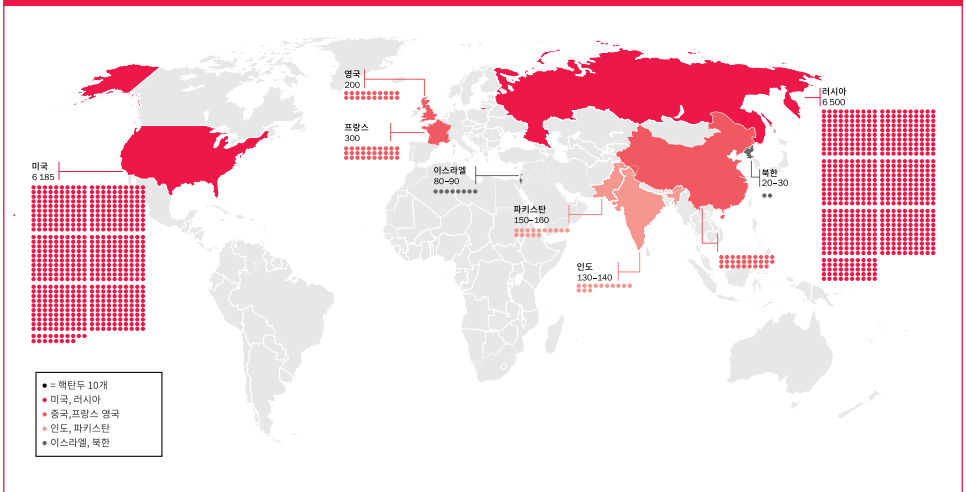 영국
200
프랑스
300
러시아
6 500
미국
6 185
이스라엘
80–90
북한
20–30
파키스탄
150–160
인도
130–140
= 핵탄두 10개
미국, 러시아
중국,프랑스 영국
인도, 파키스탄
이스라엘, 북한